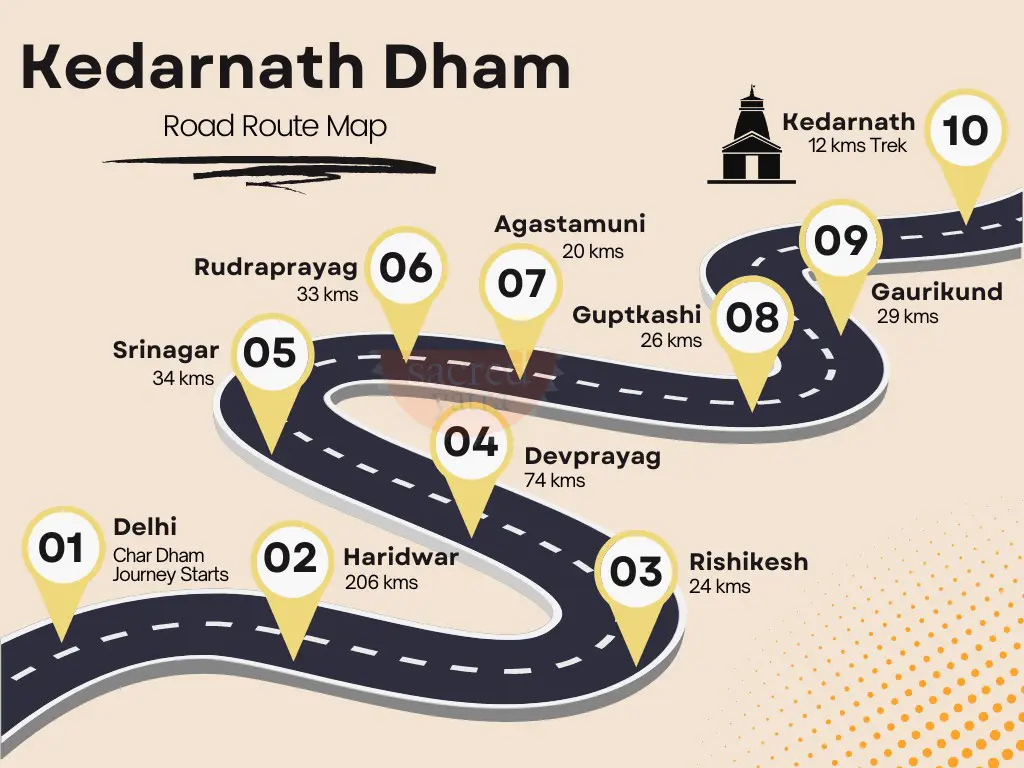 Kedarnath Dham
Road Route Map
01
Delhi
Char Dham
Journey Starts
02
Haridwar
206 kms
03
Rishikesh
24 kms
04
Devprayag
74 kms
05
Srinagar
34 kms
06
Rudraprayag
33 kms
07
Agastamuni
20 kms
08
Guptkashi
26 kms
09
Gaurikund
29 kms
10
Kedarnath
12 kms Trek
sacred
yatra